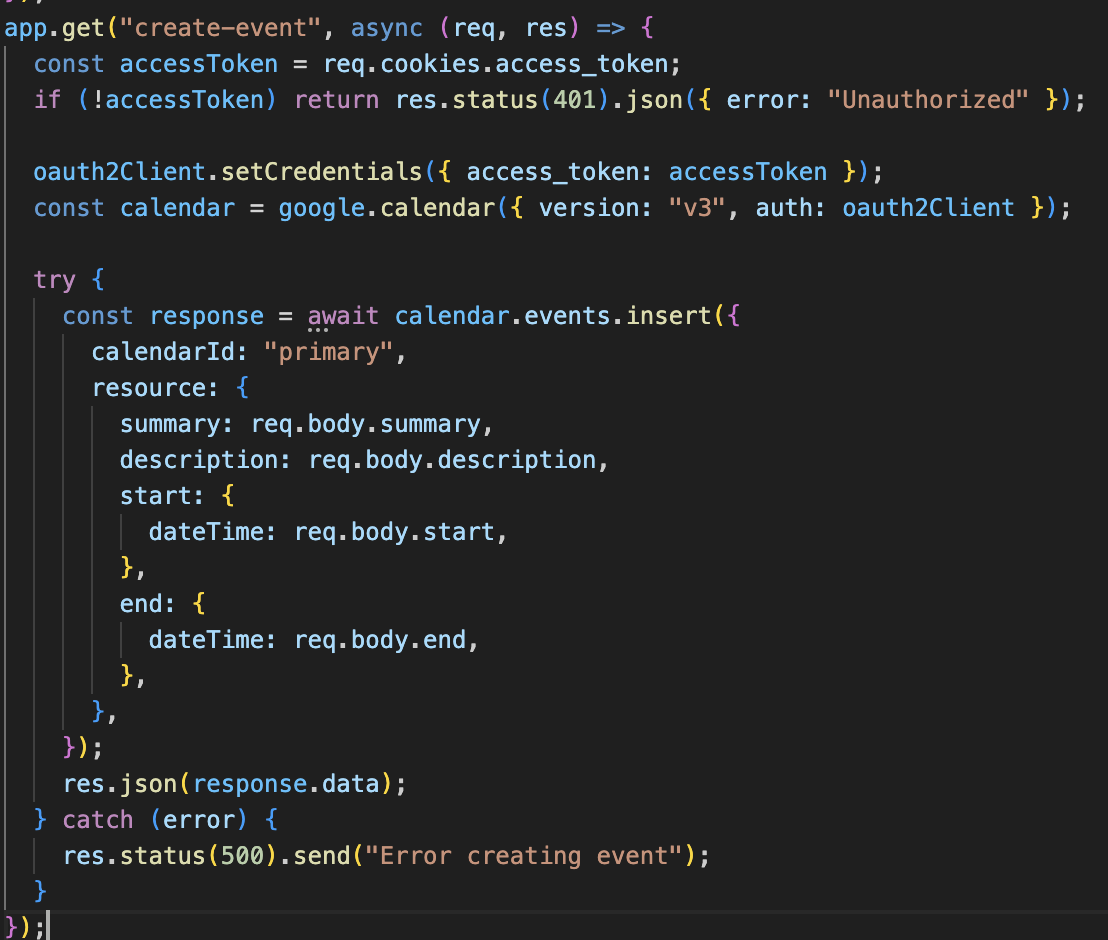 });
app.get("create-event", async (req, res) => {
  const accessToken = req.cookies.access_token;
  if (!accessToken) return res.status(401).json({ error: "Unauthorized" });

  oauth2Client.setCredentials({ access_token: accessToken });
  const calendar = google.calendar({ version: "v3", auth: oauth2Client });

  try {
    const response = await calendar.events.insert({
      calendarId: "primary",
      resource: {
        summary: req.body.summary,
        description: req.body.description,
        start: {
          dateTime: req.body.start,
        },
        end: {
          dateTime: req.body.end,
        },
      },
    });
    res.json(response.data);
  } catch (error) {
    res.status(500).send("Error creating event");
  }
});